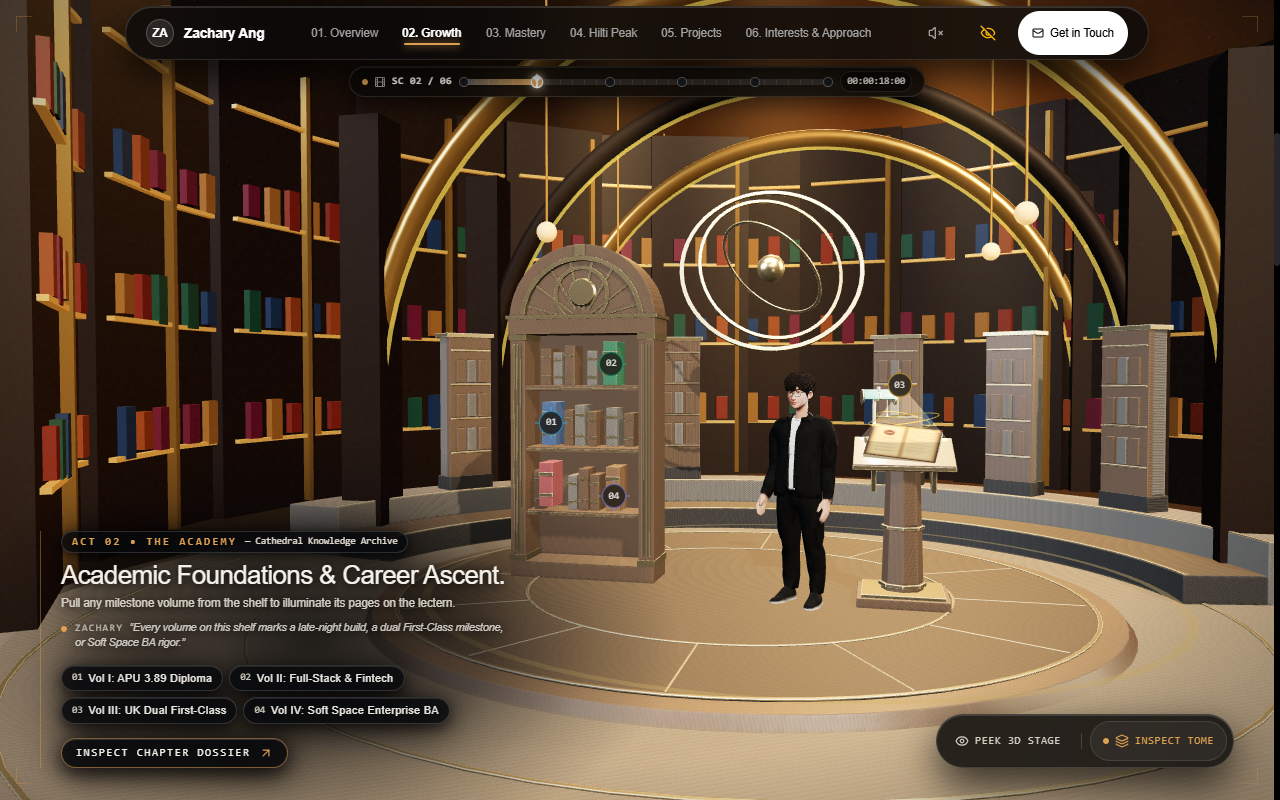 ZA Zachary Ang 01. Overview 02. Growth 03. Mastery 04. Hilti Peak 05. Projects 06. Interests & Approach Get in Touch
SC 02 / 06 00:00:18:00
02
03
01
04
ACT 02 • THE ACADEMY — Cathedral Knowledge Archive
Academic Foundations & Career Ascent.
Pull any milestone volume from the shelf to illuminate its pages on the lectern.
ZACHARY "Every volume on this shelf marks a late-night build, a dual First-Class milestone,
or Soft Space BA rigor."
01 Vol I: APU 3.89 Diploma 02 Vol II: Full-Stack & Fintech
03 Vol III: UK Dual First-Class 04 Vol IV: Soft Space Enterprise BA
INSPECT CHAPTER DOSSIER
PEEK 3D STAGE INSPECT TOME